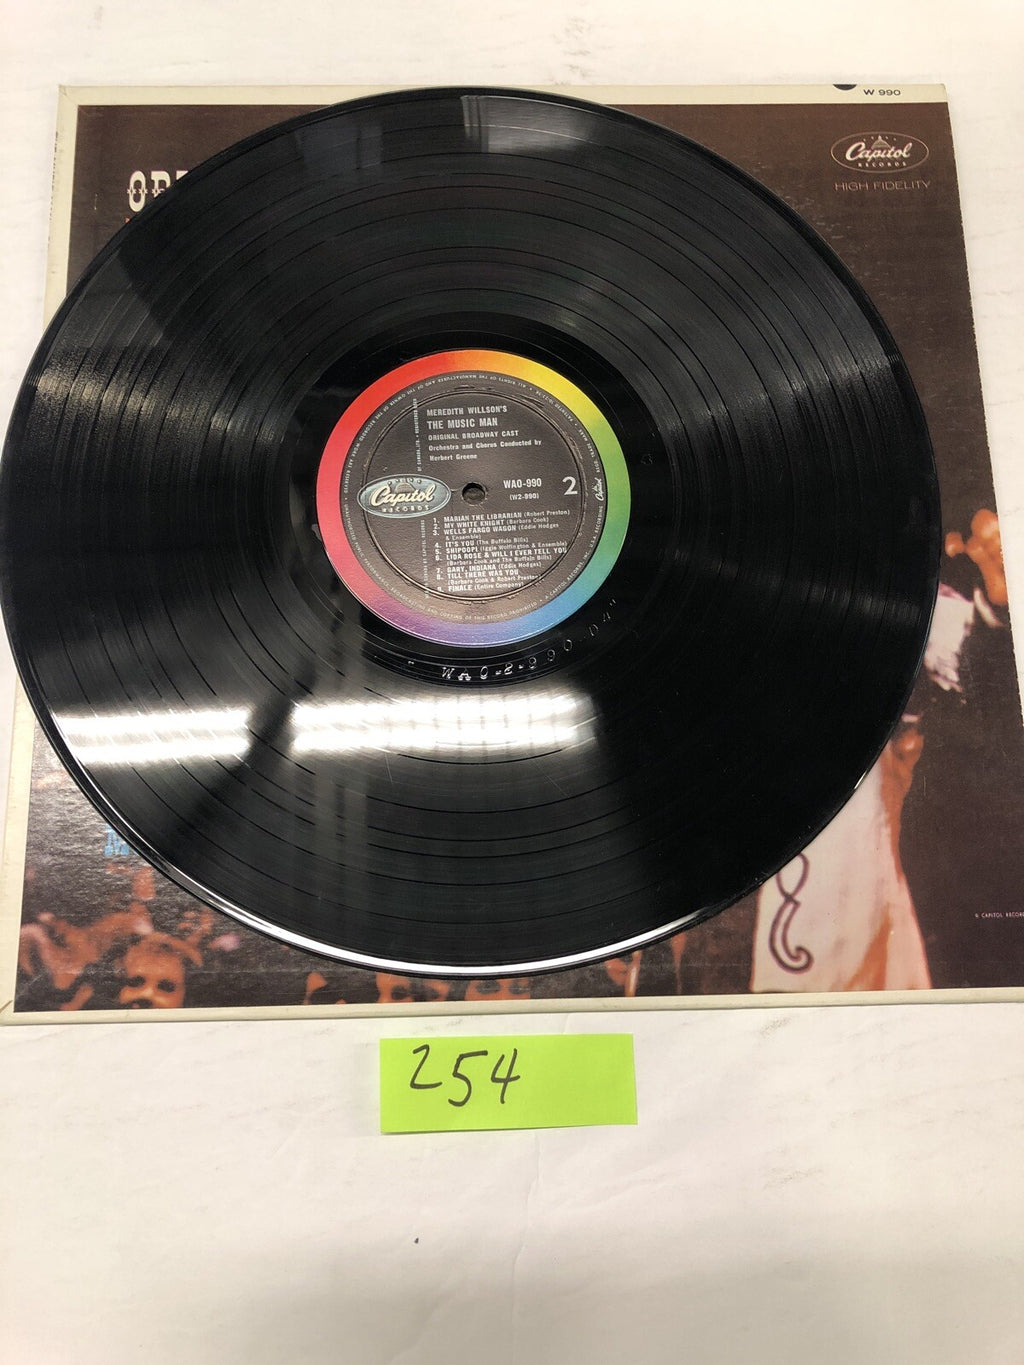 W 990
Capitol
RECORDS
HIGH FIDELITY
MEREDITH WILLSON'S
THE MUSIC MAN
ORIGINAL BROADWAY CAST
Orchestra and Chorus Conducted by
Herbert Greene
Capitol
RECORDS
WAO-990
(W2-990)
2
1. MARIAN THE LIBRARIAN (Robert Preston)
2. MY WHITE KNIGHT (Barbara Cook)
3. WELLS FARGO WAGON (Eddie Hodges
& Ensemble)
4. IT'S YOU (The Buffalo Bills)
5. SHIPOOPI (Iggie Wolfington & Ensemble)
6. LIDA ROSE & WILL I EVER TELL YOU
(Barbara Cook and The Buffalo Bills)
7. GARY, INDIANA (Eddie Hodges)
8. TILL THERE WAS YOU
(Barbara Cook & Robert Preston)
9. FINALE (Entire Company)
Capitol
© CAPITOL
254